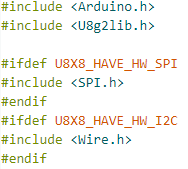 #include <Arduino.h>
#include <U8g2lib.h>

#ifdef U8X8_HAVE_HW_SPI
#include <SPI.h>
#endif
#ifdef U8X8_HAVE_HW_I2C
#include <Wire.h>
#endif